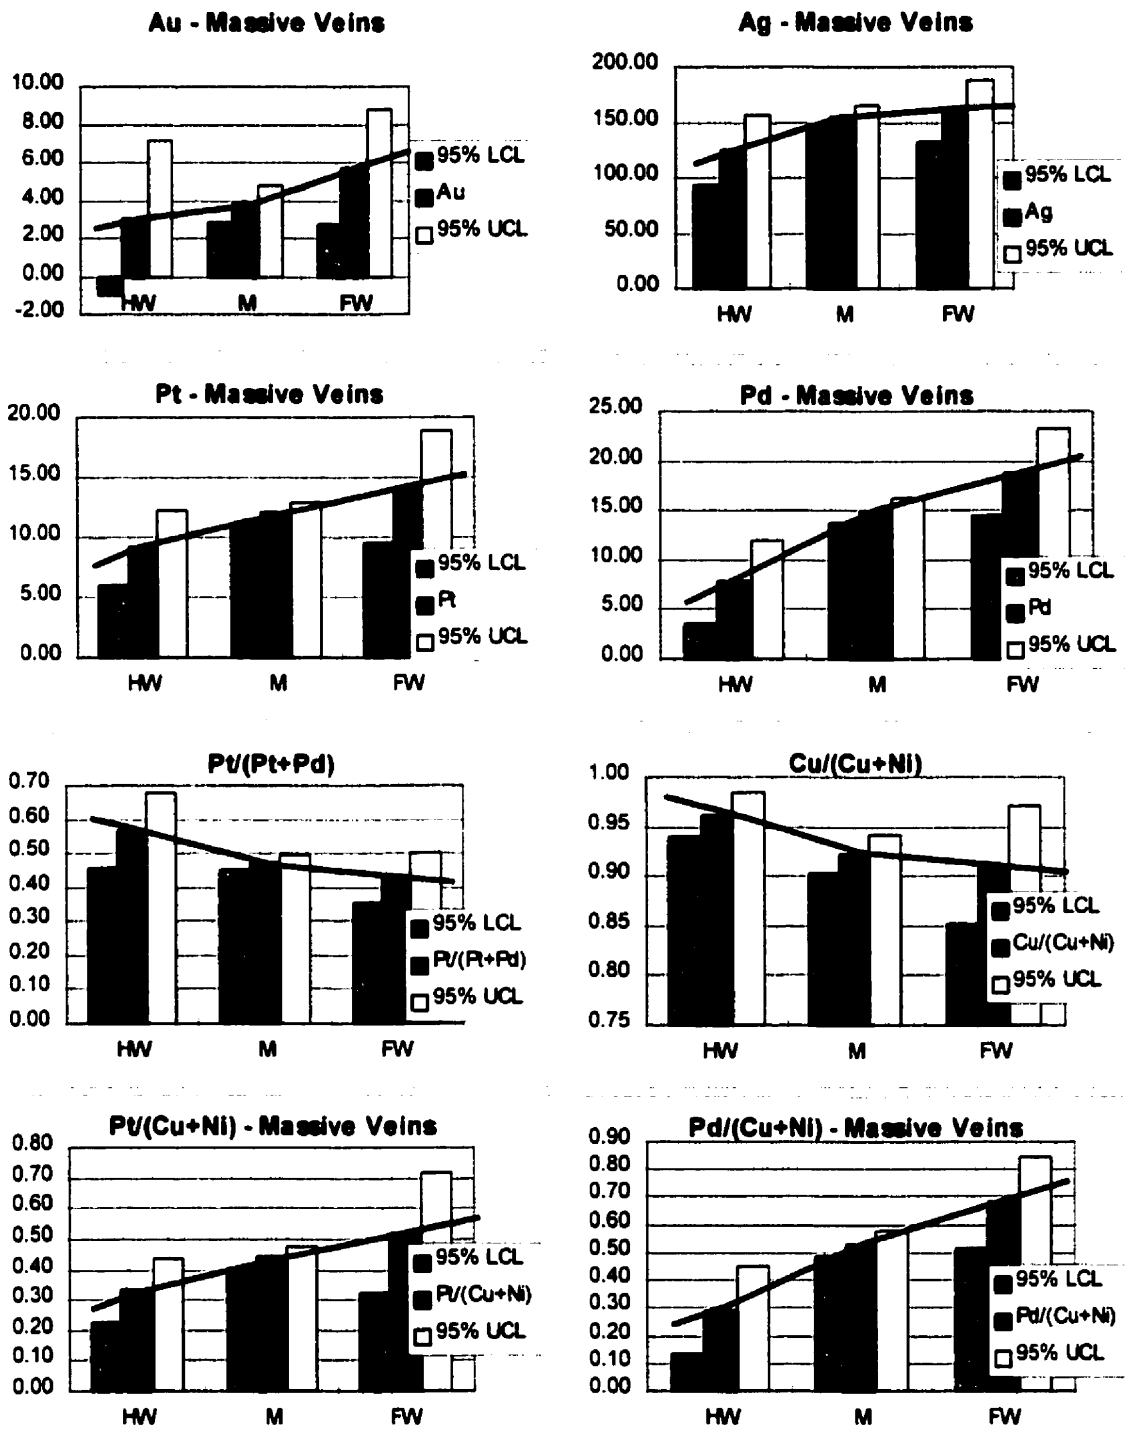 Au - Massive Veins
10.00
8.00
6.00
4.00
2.00
0.00
-2.00
HW M FW
95% LCL
Au
95% UCL
Ag - Massive Veins
200.00
150.00
100.00
50.00
0.00
HW M FW
95% LCL
Ag
95% UCL
Pt - Massive Veins
20.00
15.00
10.00
5.00
0.00
HW M FW
95% LCL
Pt
95% UCL
Pd - Massive Veins
25.00
20.00
15.00
10.00
5.00
0.00
HW M FW
95% LCL
Pd
95% UCL
Pt/(Pt+Pd)
0.70
0.60
0.50
0.40
0.30
0.20
0.10
0.00
HW M FW
95% LCL
Pt/(Pt+Pd)
95% UCL
Cu/(Cu+Ni)
1.00
0.95
0.90
0.85
0.80
0.75
HW M FW
95% LCL
Cu/(Cu+Ni)
95% UCL
Pt/(Cu+Ni) - Massive Veins
0.80
0.70
0.60
0.50
0.40
0.30
0.20
0.10
0.00
HW M FW
95% LCL
Pt/(Cu+Ni)
95% UCL
Pd/(Cu+Ni) - Massive Veins
0.90
0.80
0.70
0.60
0.50
0.40
0.30
0.20
0.10
0.00
HW M FW
95% LCL
Pd/(Cu+Ni)
95% UCL